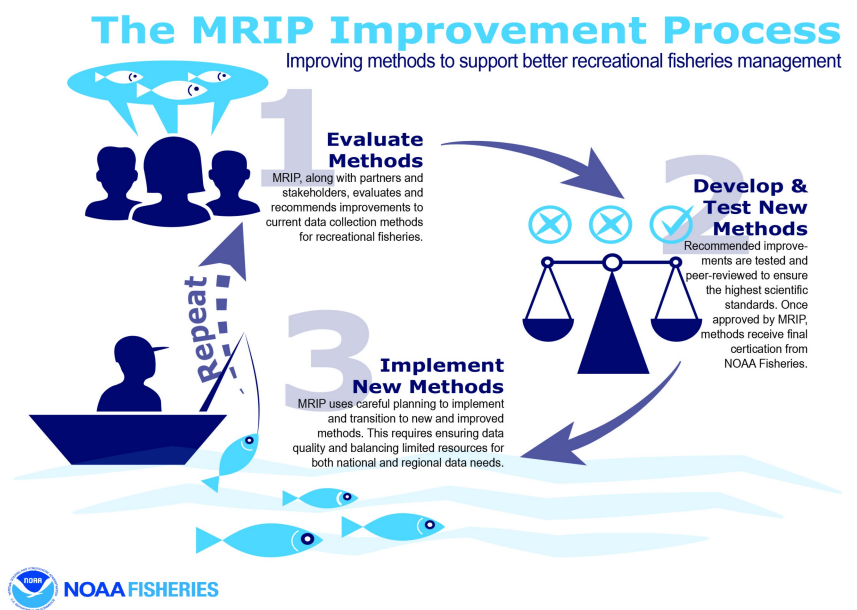 The MRIP Improvement Process
Improving methods to support better recreational fisheries management
1
Evaluate
Methods
MRIP, along with partners and
stakeholders, evaluates and
recommends improvements to
current data collection methods
for recreational fisheries.
2
Develop &
Test New
Methods
Recommended improve-
ments are tested and
peer-reviewed to ensure
the highest scientific
standards. Once
approved by MRIP,
methods receive final
certication from
NOAA Fisheries.
3
Implement
New Methods
MRIP uses careful planning to implement
and transition to new and improved
methods. This requires ensuring data
quality and balancing limited resources for
both national and regional data needs.
Repeat
NOAA
NOAA FISHERIES